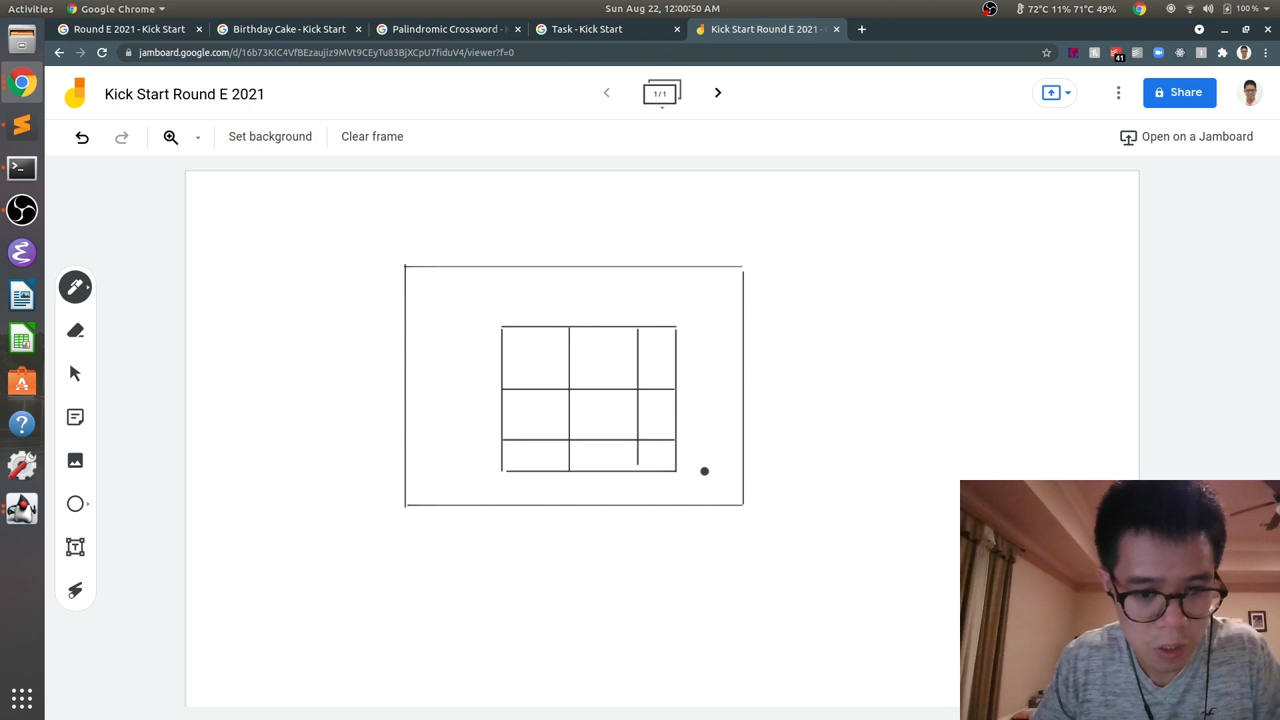 Activities
Google Chrome
Sun Aug 22, 12:00:50 AM
72°C 11% 71°C 49%
100 %
Round E 2021 - Kick Start
Birthday Cake - Kick Start
Palindromic Crossword -
Task - Kick Start
Kick Start Round E 2021 -
jamboard.google.com/d/16b73KIC4VfBEzaujiz9MVt9CEyTu83BjXCpU7fiduV4/viewer?f=0
41
Kick Start Round E 2021
1 / 1
Share
Set background
Clear frame
Open on a Jamboard